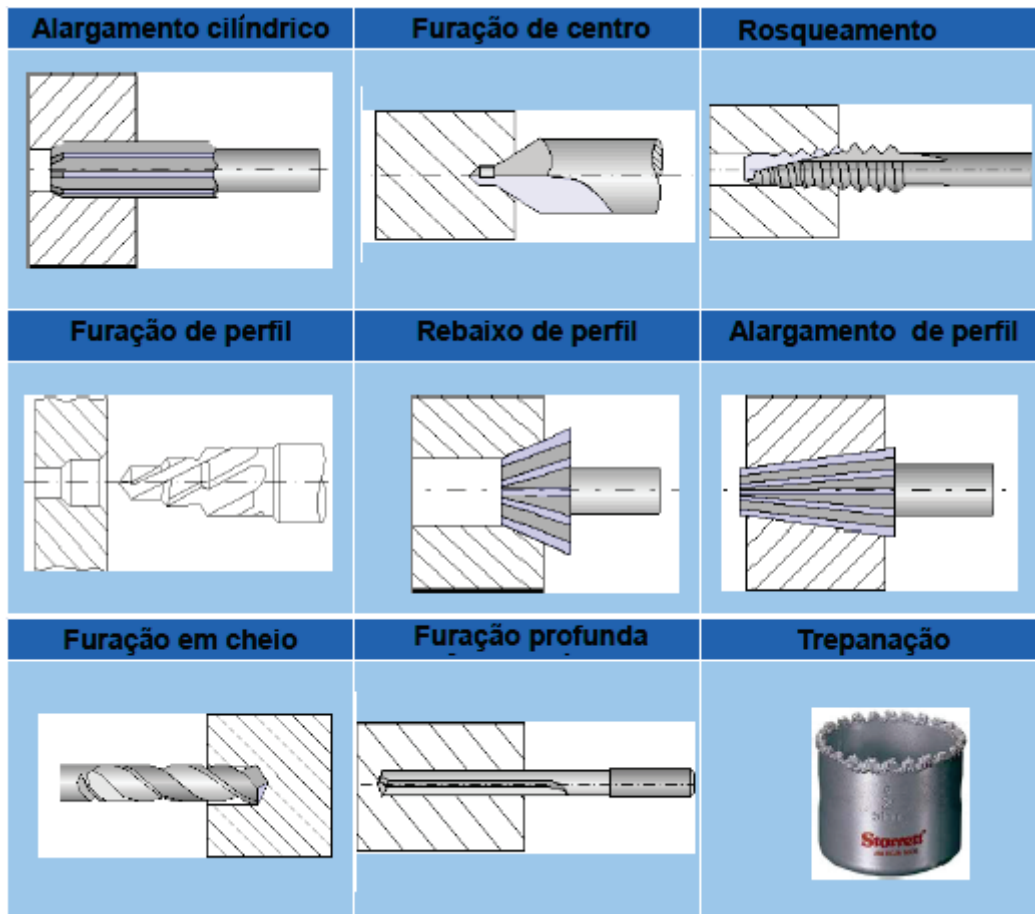 Alargamento cilíndrico
Furação de centro
Rosqueamento
Furação de perfil
Rebaixo de perfil
Alargamento de perfil
Furação em cheio
Furação profunda
Trepanação
Starrett